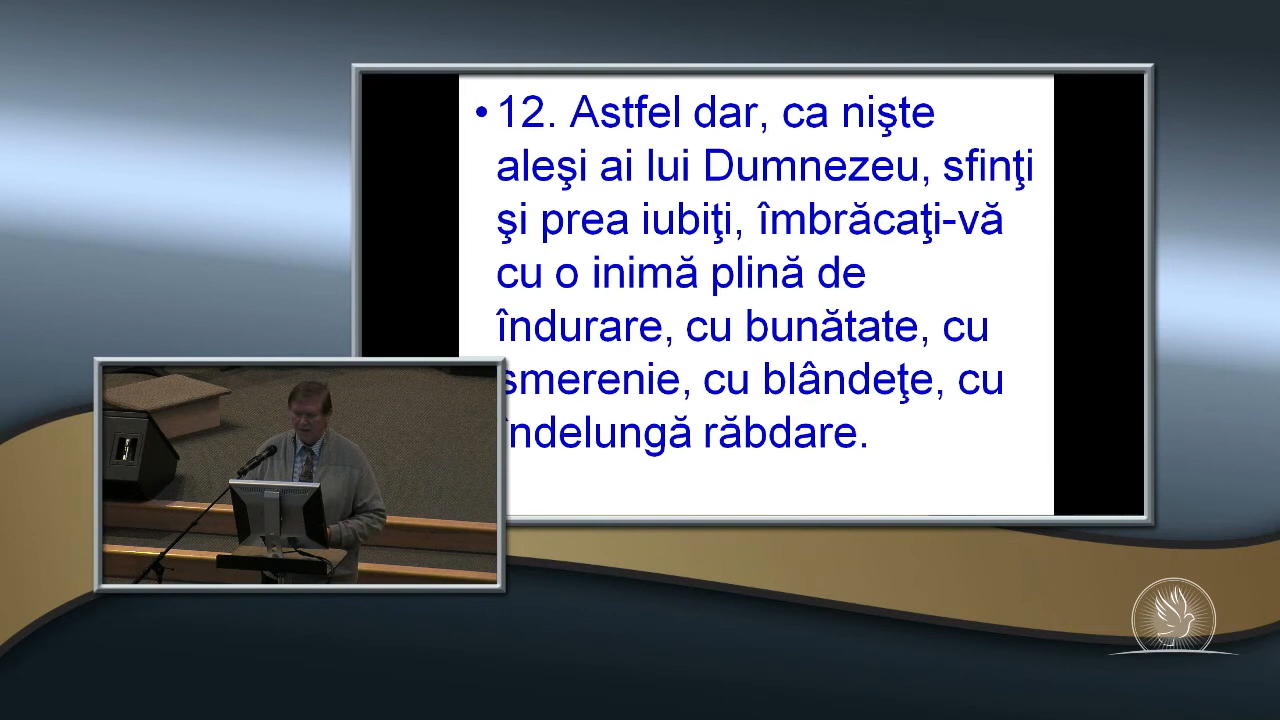 • 12. Astfel dar, ca nişte
aleşi ai lui Dumnezeu, sfinţi
şi prea iubiţi, îmbrăcaţi-vă
cu o inimă plină de
îndurare, cu bunătate, cu
smerenie, cu blândeţe, cu
îndelungă răbdare.